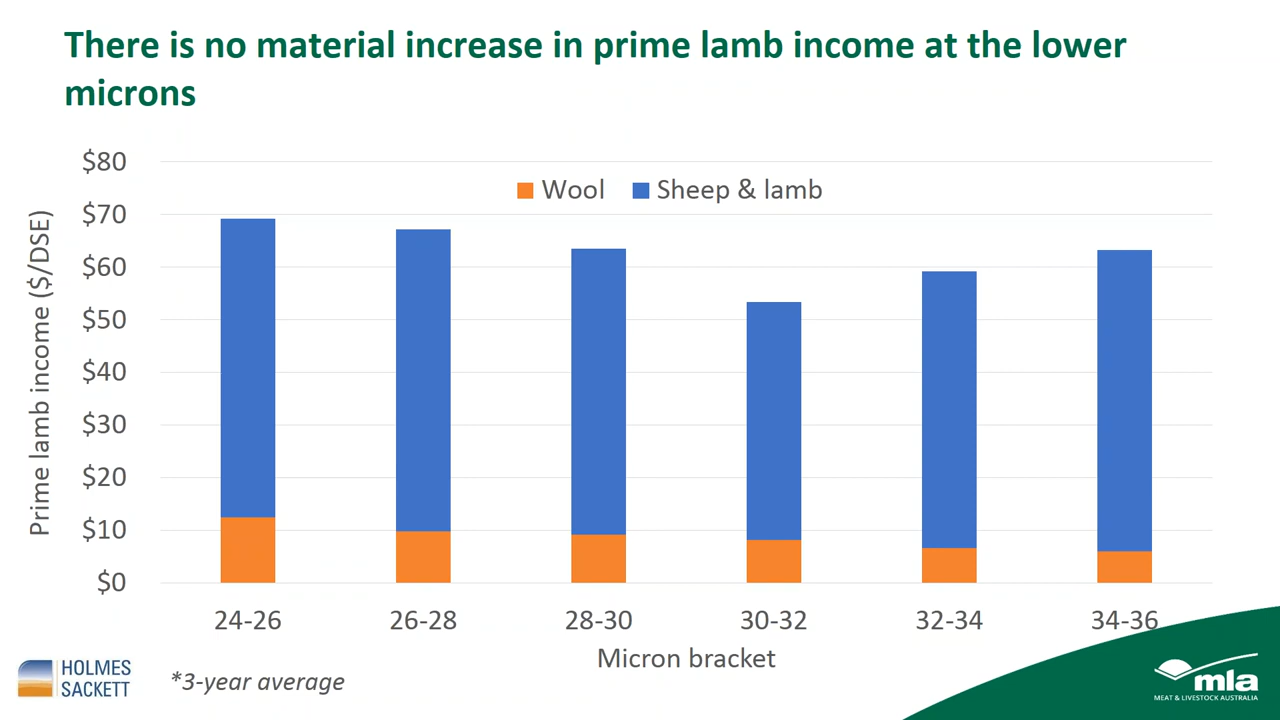 There is no material increase in prime lamb income at the lower
microns
Wool
Sheep & lamb
Prime lamb income ($/DSE)
$80
$70
$60
$50
$40
$30
$20
$10
$0
24-26
26-28
28-30
30-32
32-34
34-36
Micron bracket
*3-year average
HOLMES
SACKETT
mla
MEAT & LIVESTOCK AUSTRALIA